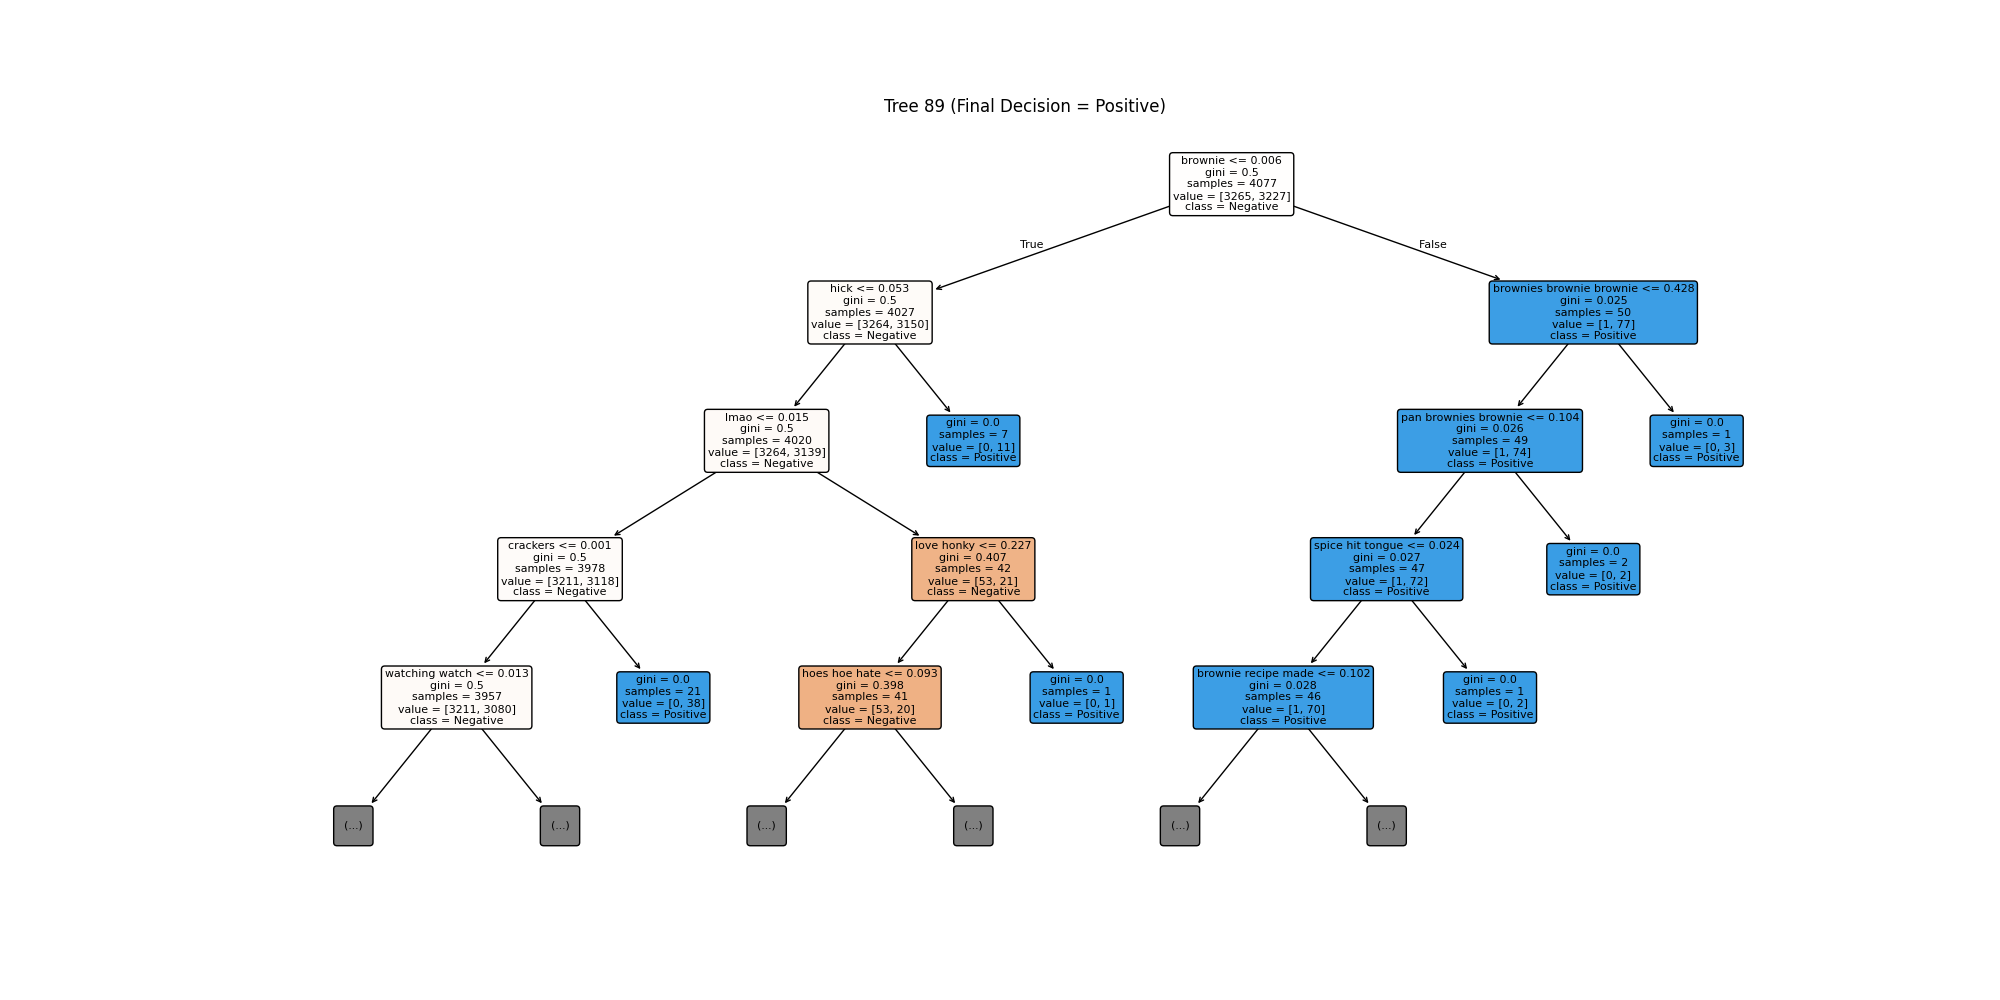 Tree 89 (Final Decision = Positive)
brownie <= 0.006
gini = 0.5
samples = 4077
value = [3265, 3227]
class = Negative
True
False
hick <= 0.053
gini = 0.5
samples = 4027
value = [3264, 3150]
class = Negative
brownies brownie brownie <= 0.428
gini = 0.025
samples = 50
value = [1, 77]
class = Positive
lmao <= 0.015
gini = 0.5
samples = 4020
value = [3264, 3139]
class = Negative
gini = 0.0
samples = 7
value = [0, 11]
class = Positive
pan brownies brownie <= 0.104
gini = 0.026
samples = 49
value = [1, 74]
class = Positive
gini = 0.0
samples = 1
value = [0, 3]
class = Positive
crackers <= 0.001
gini = 0.5
samples = 3978
value = [3211, 3118]
class = Negative
love honky <= 0.227
gini = 0.407
samples = 42
value = [53, 21]
class = Negative
spice hit tongue <= 0.024
gini = 0.027
samples = 47
value = [1, 72]
class = Positive
gini = 0.0
samples = 2
value = [0, 2]
class = Positive
watching watch <= 0.013
gini = 0.5
samples = 3957
value = [3211, 3080]
class = Negative
gini = 0.0
samples = 21
value = [0, 38]
class = Positive
hoes hoe hate <= 0.093
gini = 0.398
samples = 41
value = [53, 20]
class = Negative
gini = 0.0
samples = 1
value = [0, 1]
class = Positive
brownie recipe made <= 0.102
gini = 0.028
samples = 46
value = [1, 70]
class = Positive
gini = 0.0
samples = 1
value = [0, 2]
class = Positive
(...)
(...)
(...)
(...)
(...)
(...)